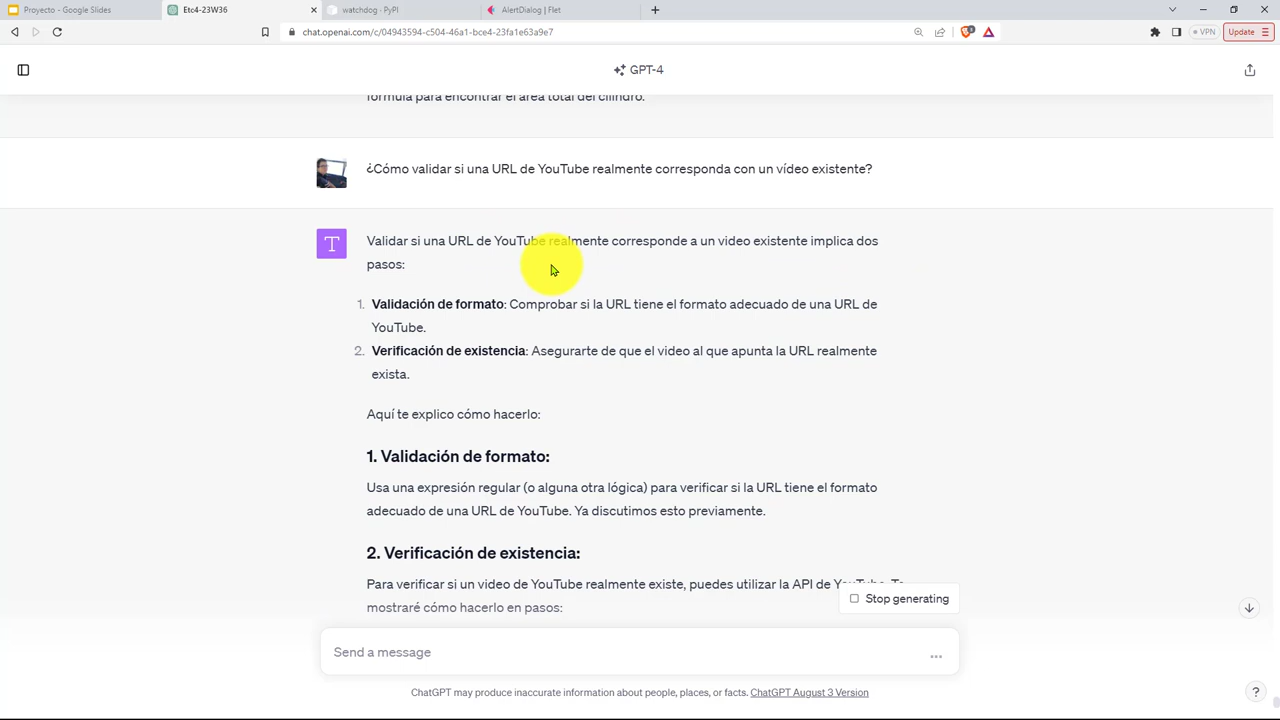 Proyecto - Google Slides
Etc4-23W36
watchdog · PyPI
AlertDialog | Flet
chat.openai.com/c/04943594-c504-46a1-bce4-23fa1e63a9e7
VPN
Update
GPT-4
fórmula para encontrar el área total del cilindro.
¿Cómo validar si una URL de YouTube realmente corresponda con un vídeo existente?
T
Validar si una URL de YouTube realmente corresponde a un video existente implica dos
pasos:
1. Validación de formato: Comprobar si la URL tiene el formato adecuado de una URL de
YouTube.
2. Verificación de existencia: Asegurarte de que el video al que apunta la URL realmente
exista.
Aquí te explico cómo hacerlo:
1. Validación de formato:
Usa una expresión regular (o alguna otra lógica) para verificar si la URL tiene el formato
adecuado de una URL de YouTube. Ya discutimos esto previamente.
2. Verificación de existencia:
Para verificar si un video de YouTube realmente existe, puedes utilizar la API de YouTube. Te
mostraré cómo hacerlo en pasos:
Stop generating
Send a message
ChatGPT may produce inaccurate information about people, places, or facts. ChatGPT August 3 Version
?